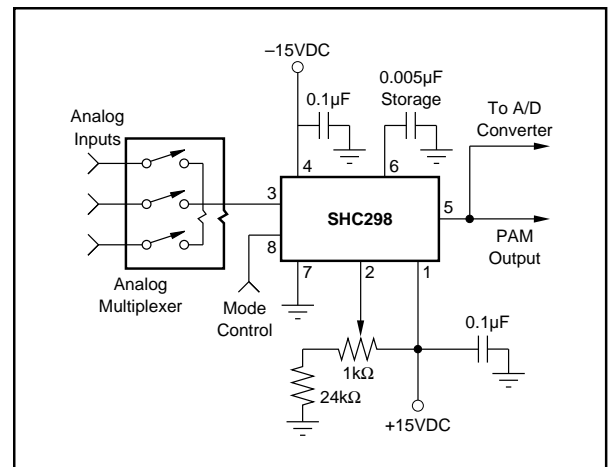 –15VDC
0.1µF
0.005µF
Storage
To A/D
Converter
Analog
Inputs
4
6
3
8
SHC298
5
7
2
1
PAM
Output
Analog
Multiplexer
Mode
Control
1kΩ
24kΩ
0.1µF
+15VDC